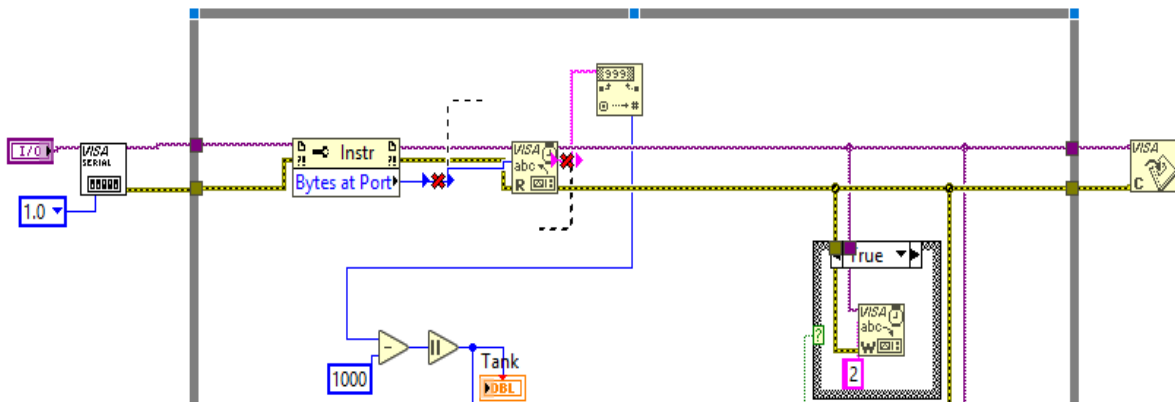 999
I/O
VISA
SERIAL
Instr
Bytes at Port
VISA
abc
R
VISA
C
1.0
True
?
VISA
abc
W
2
1000
Tank
DBL